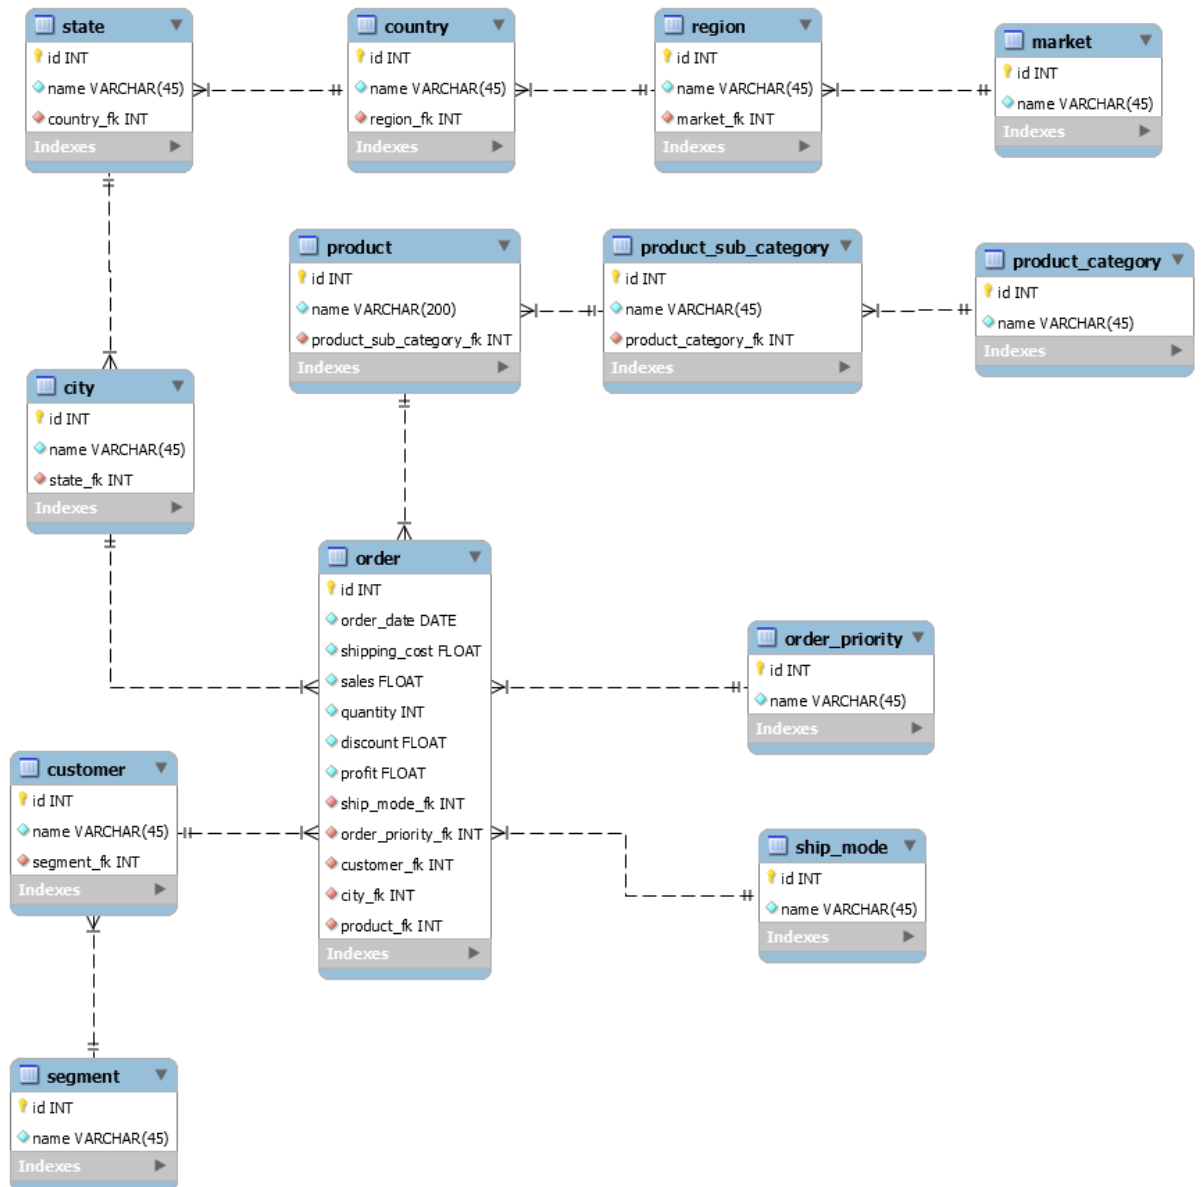 state
id INT
name VARCHAR(45)
country_fk INT
Indexes
country
id INT
name VARCHAR(45)
region_fk INT
Indexes
region
id INT
name VARCHAR(45)
market_fk INT
Indexes
market
id INT
name VARCHAR(45)
Indexes
product
id INT
name VARCHAR(200)
product_sub_category_fk INT
Indexes
product_sub_category
id INT
name VARCHAR(45)
product_category_fk INT
Indexes
product_category
id INT
name VARCHAR(45)
Indexes
city
id INT
name VARCHAR(45)
state_fk INT
Indexes
order
id INT
order_date DATE
shipping_cost FLOAT
sales FLOAT
quantity INT
discount FLOAT
profit FLOAT
ship_mode_fk INT
order_priority_fk INT
customer_fk INT
city_fk INT
product_fk INT
Indexes
order_priority
id INT
name VARCHAR(45)
Indexes
customer
id INT
name VARCHAR(45)
segment_fk INT
Indexes
ship_mode
id INT
name VARCHAR(45)
Indexes
segment
id INT
name VARCHAR(45)
Indexes